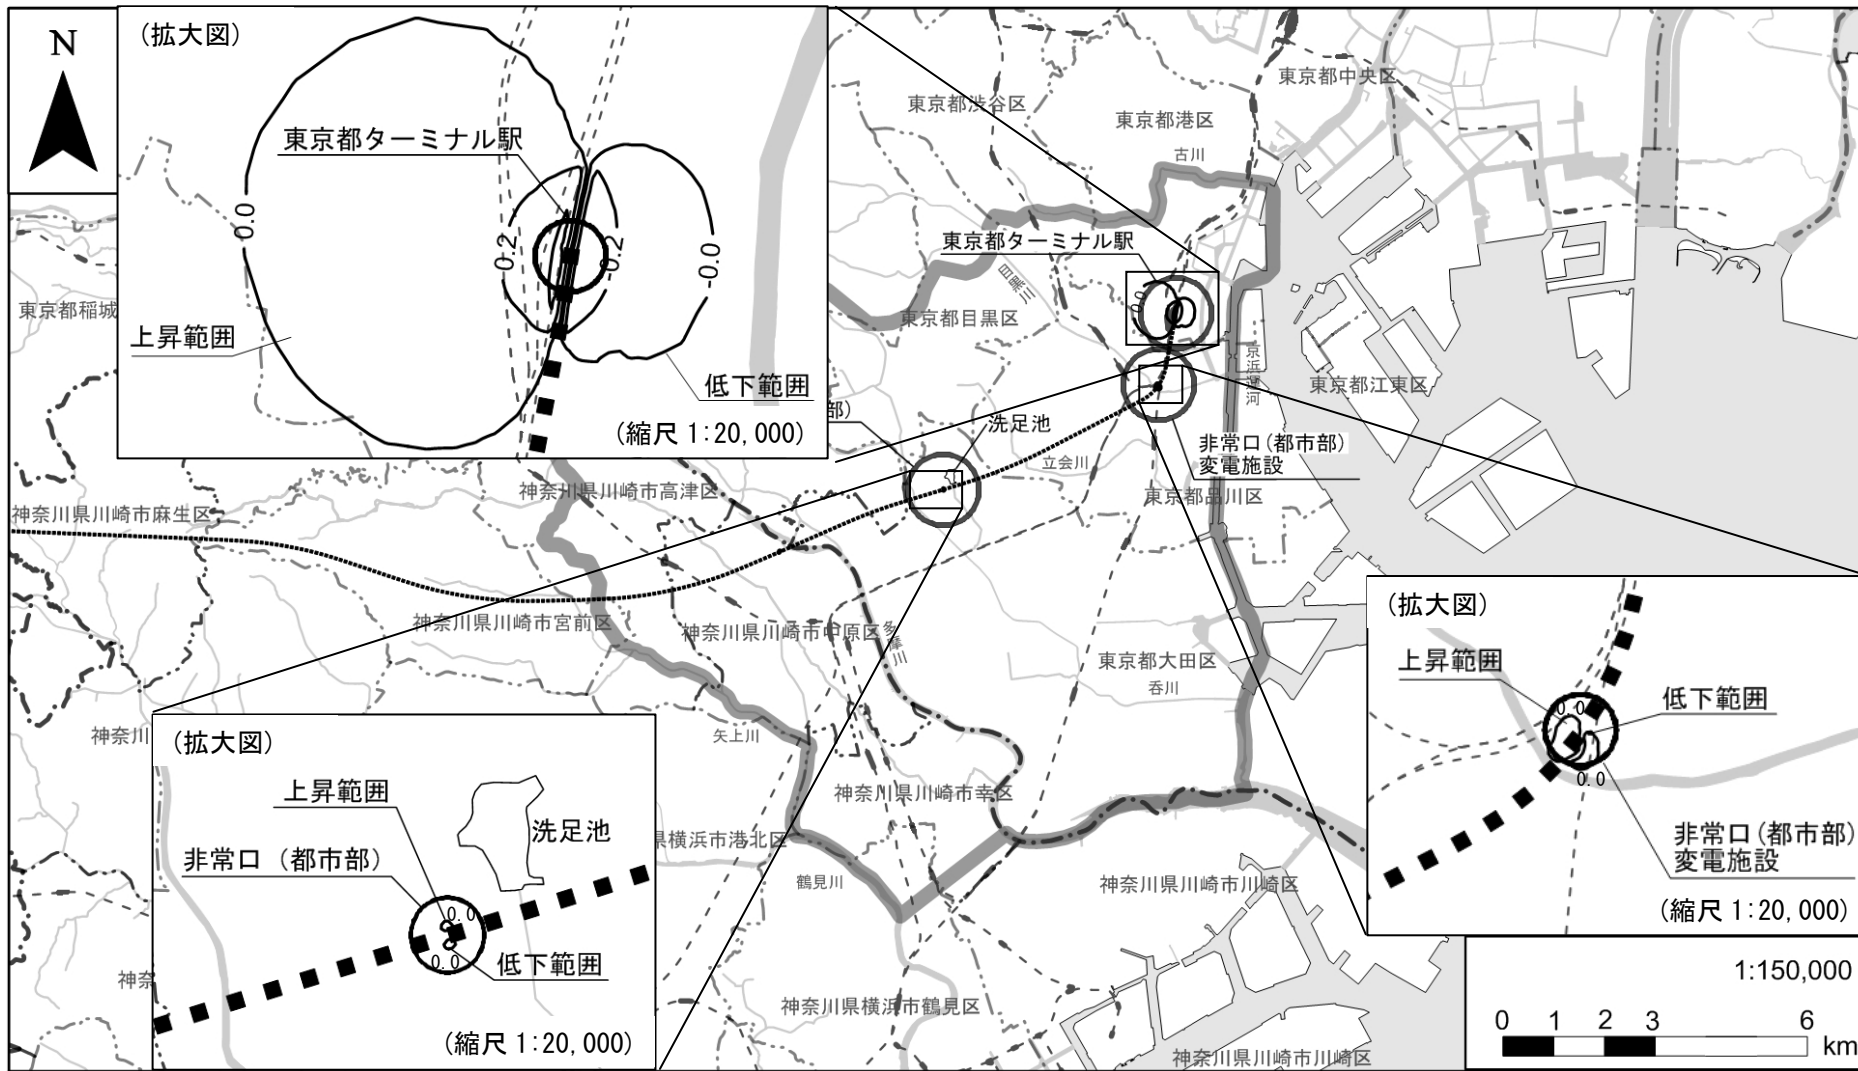 N
(拡大図)
東京都ターミナル駅
0.0
-0.2
-0.2
-0.0
上昇範囲
低下範囲
(縮尺 1:20,000)
東京都渋谷区
東京都港区
東京都中央区
古川
東京都ターミナル駅
目黒川
0.0
東京都稲城
東京都目黒区
京浜運河
東京都江東区
部)
洗足池
非常口(都市部)
変電施設
立会川
東京都品川区
神奈川県川崎市高津区
神奈川県川崎市麻生区
神奈川県川崎市宮前区
神奈川県川崎市中原区
多摩川
東京都大田区
呑川
(拡大図)
上昇範囲
0.0
低下範囲
0.0
非常口(都市部)
変電施設
(縮尺 1:20,000)
神奈川
矢上川
(拡大図)
上昇範囲
洗足池
非常口(都市部)
0.0
0.0
低下範囲
(縮尺 1:20,000)
神奈川県川崎市幸区
県横浜市港北区
鶴見川
神奈川県川崎市川崎区
神奈
神奈川県横浜市鶴見区
神奈川県川崎市川崎区
1:150,000
0 1 2 3 6
km